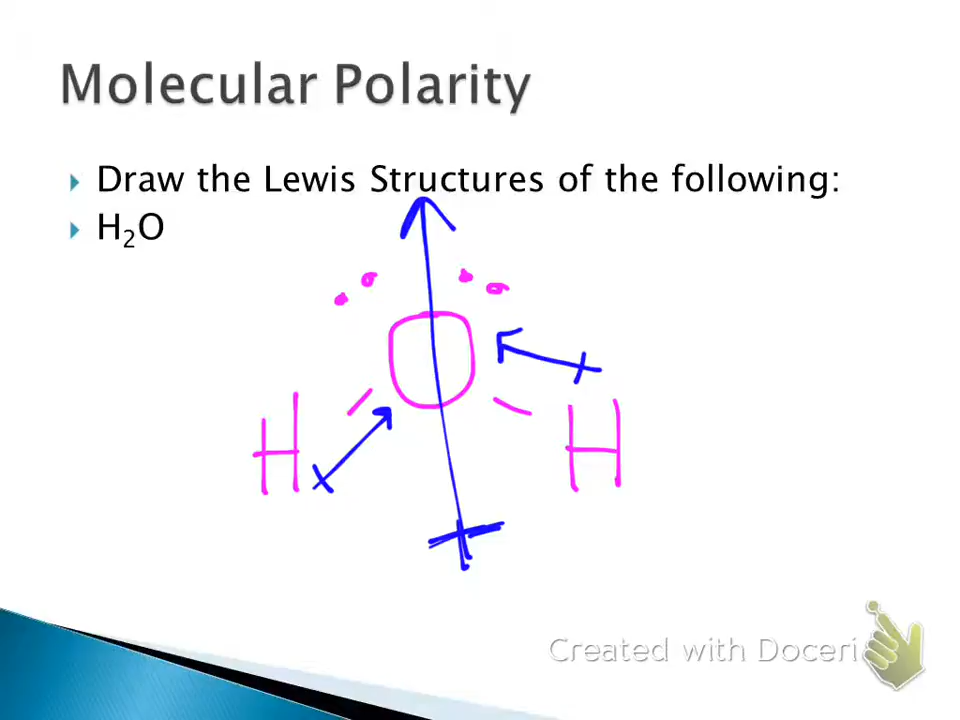 Molecular Polarity
Draw the Lewis Structures of the following:
H₂O
O
H H
Created with Doceri